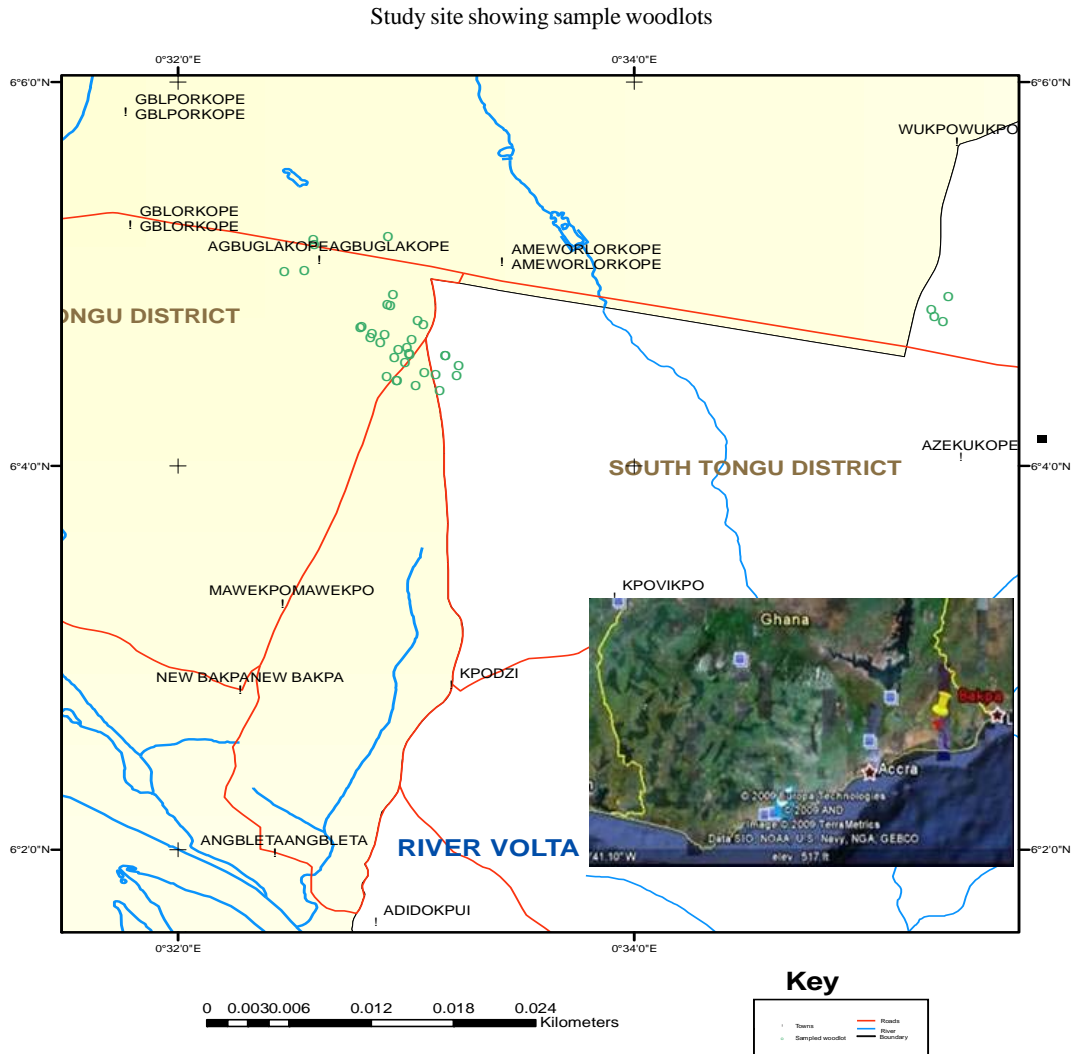 Study site showing sample woodlots
0°32'0"E
0°34'0"E
6°6'0"N
6°6'0"N
GBLPORKOPE
GBLPORKOPE
WUKPOWUKPO
GBLORKOPE
GBLORKOPE
AGBUGLAKOPEAGBUGLAKOPE
AMEWORLORKOPE
AMEWORLORKOPE
ONGU DISTRICT
AZEKUKOPE
6°4'0"N
SOUTH TONGU DISTRICT
6°4'0"N
MAWEKPOMAWEKPO
KPOVIKPO
Ghana
NEW BAKPANEW BAKPA
KPODZI
Bakpa
Accra
© 2009 Europa Technologies
© 2009 AND
Image © 2009 TerraMetrics
Data SIO, NOAA, U.S. Navy, NGA, GEBCO
741.10" W
elev 517 ft
ANGBLETAANGBLETA
RIVER VOLTA
6°2'0"N
6°2'0"N
ADIDOKPUI
0°32'0"E
0°34'0"E
Key
0 0.0030.006 0.012 0.018 0.024
Kilometers
Towns
Sampled woodlot
Roads
River
Boundary